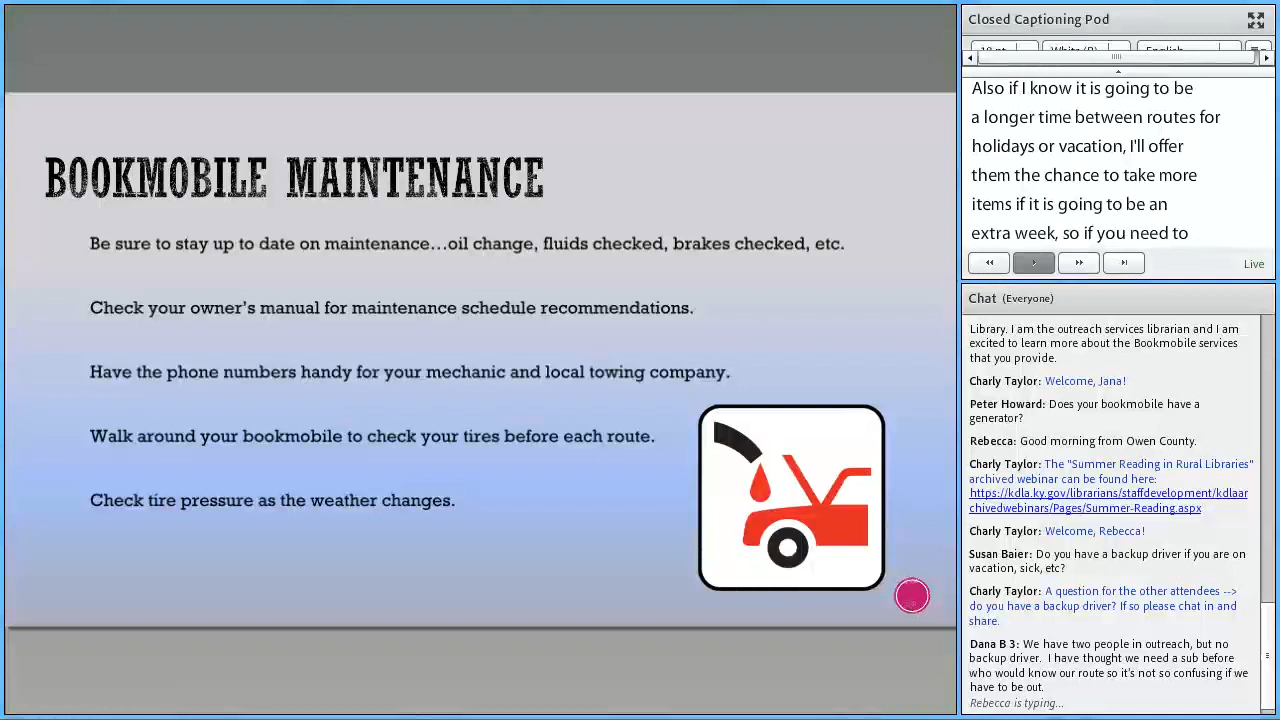 BOOKMOBILE MAINTENANCE
Be sure to stay up to date on maintenance…oil change, fluids checked, brakes checked, etc.
Check your owner's manual for maintenance schedule recommendations.
Have the phone numbers handy for your mechanic and local towing company.
Walk around your bookmobile to check your tires before each route.
Check tire pressure as the weather changes.
Closed Captioning Pod
English
Also if I know it is going to be
a longer time between routes for
holidays or vacation, I'll offer
them the chance to take more
items if it is going to be an
extra week, so if you need to
Live
Chat (Everyone)
Library. I am the outreach services librarian and I am
excited to learn more about the Bookmobile services
that you provide.
Charly Taylor: Welcome, Jana!
Peter Howard: Does your bookmobile have a
generator?
Rebecca: Good morning from Owen County.
Charly Taylor: The "Summer Reading in Rural Libraries"
archived webinar can be found here:
https://kdla.ky.gov/librarians/staffdevelopment/kdlaar
chivedwebinars/Pages/Summer-Reading.aspx
Charly Taylor: Welcome, Rebecca!
Susan Baier: Do you have a backup driver if you are on
vacation, sick, etc?
Charly Taylor: A question for the other attendees -->
do you have a backup driver? If so please chat in and
share.
Dana B 3: We have two people in outreach, but no
backup driver. I have thought we need a sub before
who would know our route so it's not so confusing if we
have to be out.
Rebecca is typing...